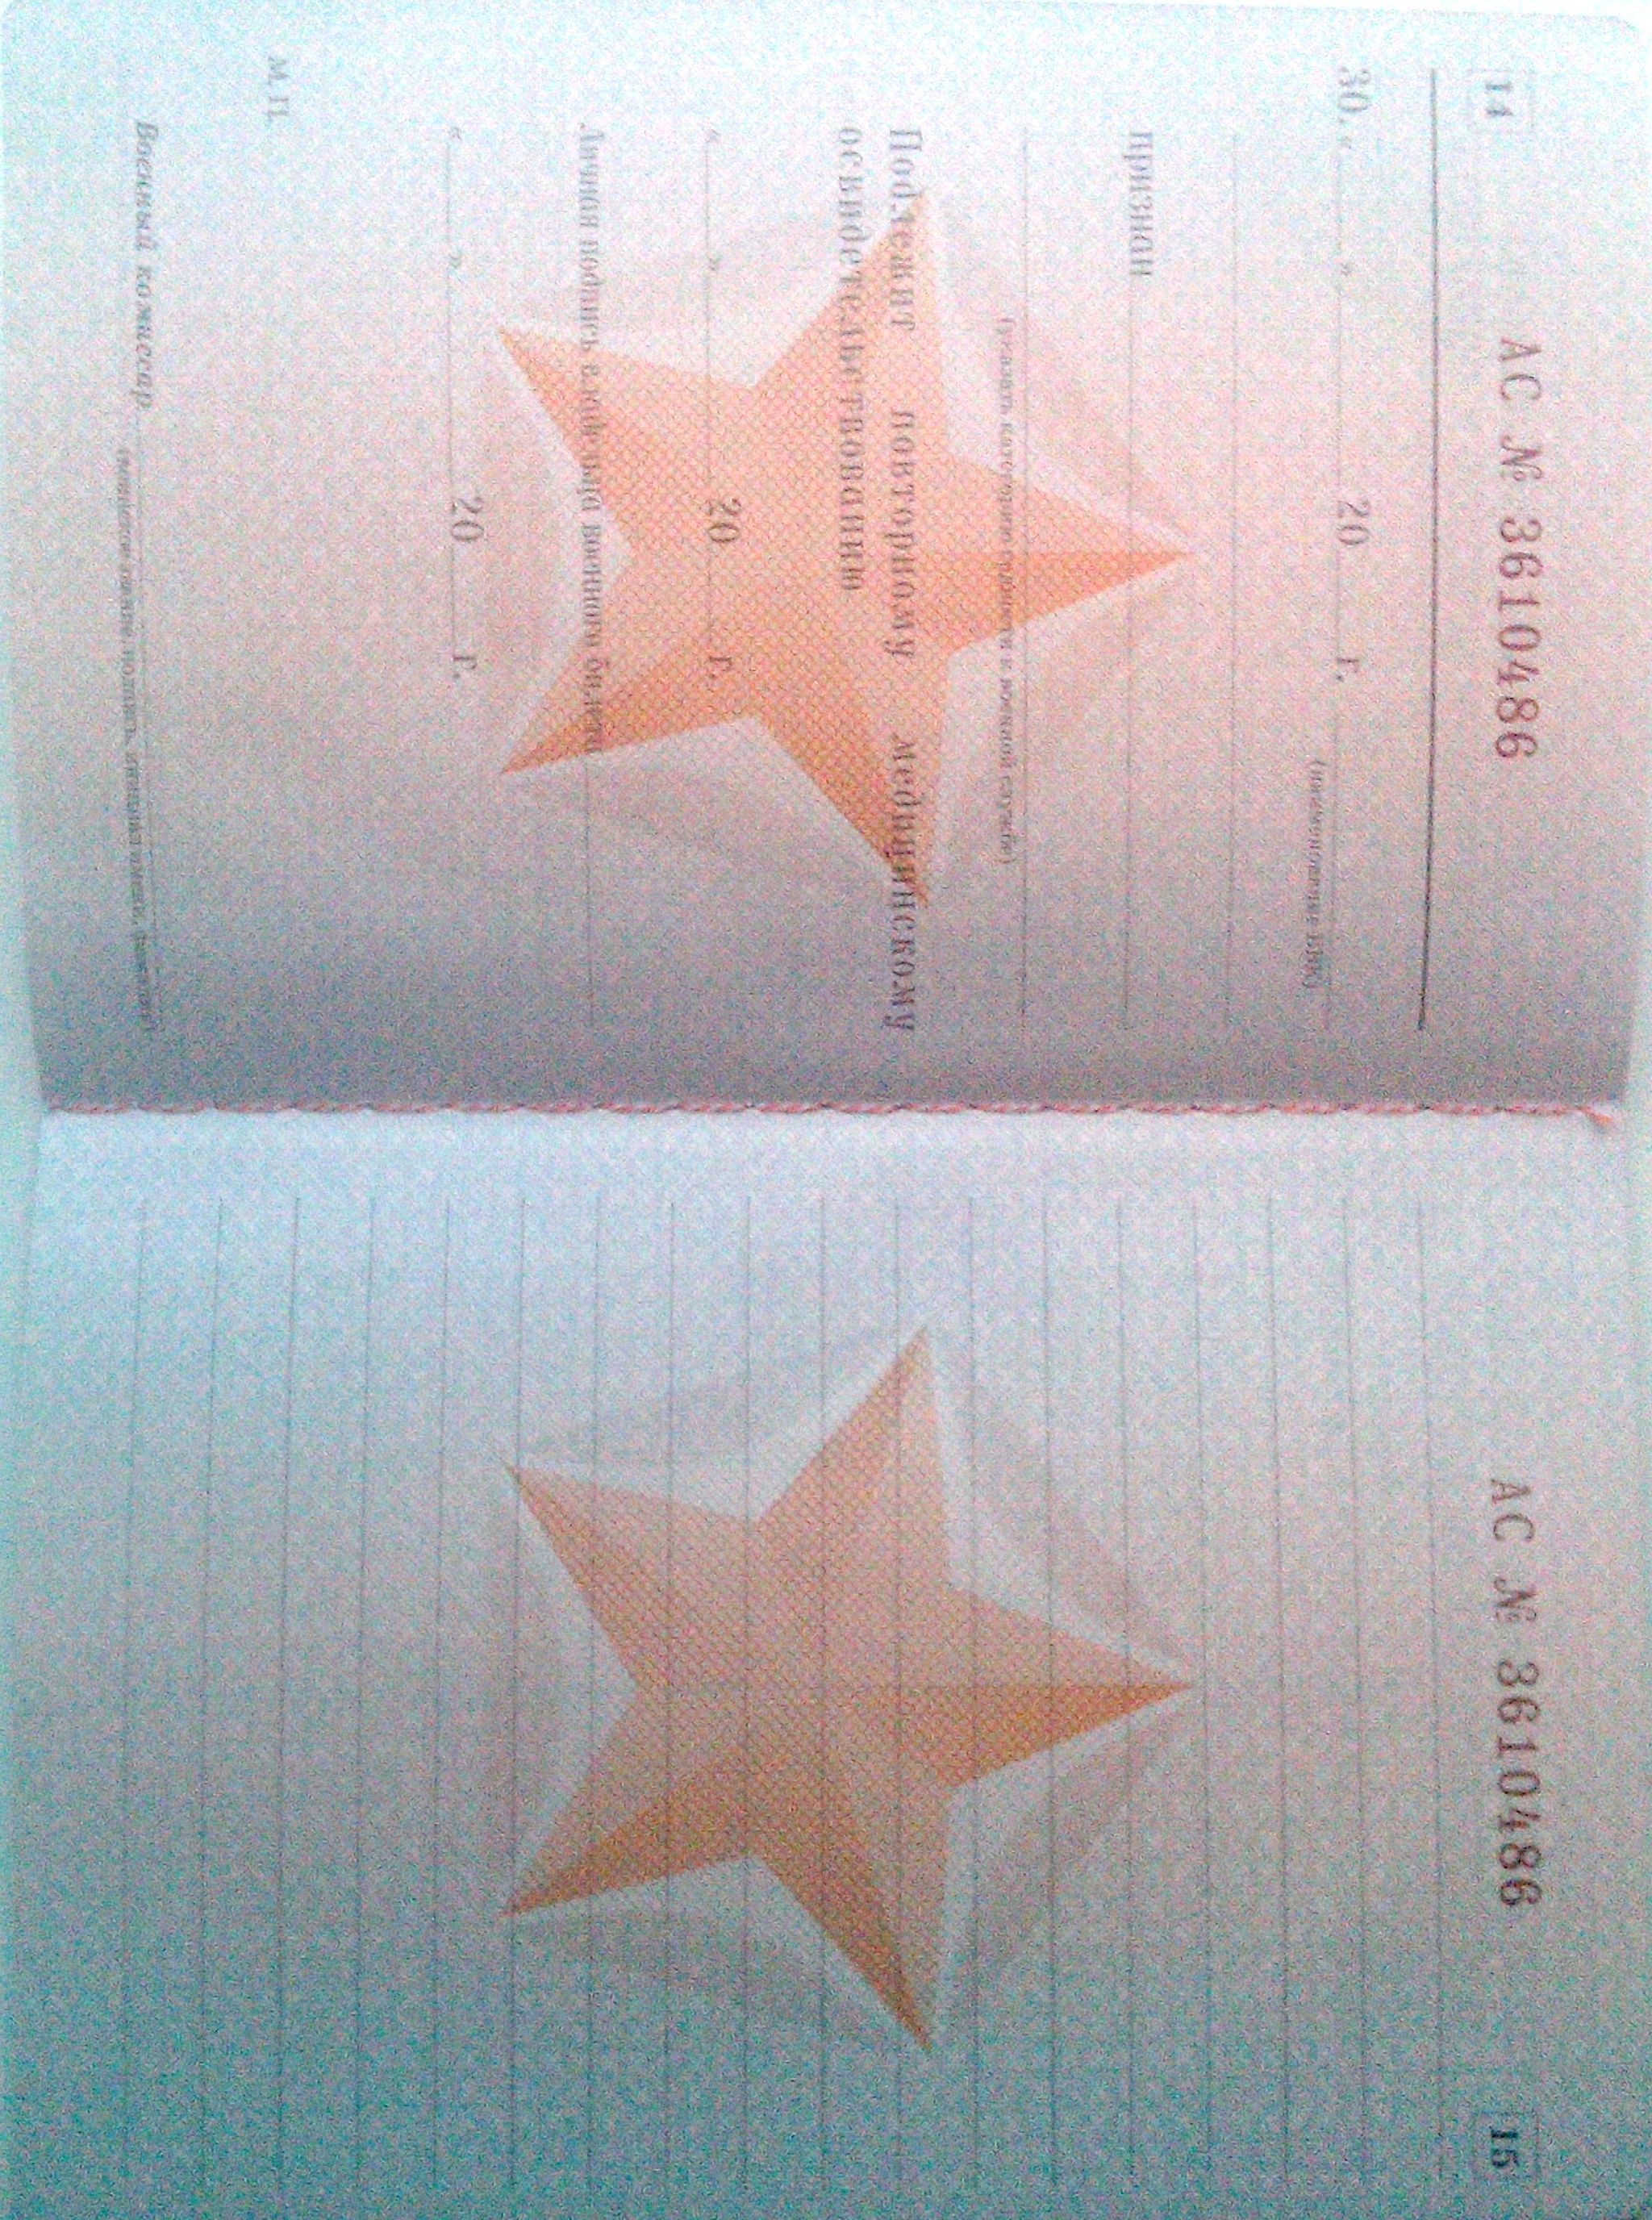 14
АС № 3610486
30. « » 20 г.
(наименование ВВК)
признан
(указать категорию годности к военной службе)
Подлежит повторному медицинскому
освидетельствованию
« » 20 г.
Личная подпись владельца военного билета
« » 20 г.
М. П.
Военный комиссар
(воинское звание, подпись, инициал имени, фамилия)
АС № 3610486
15